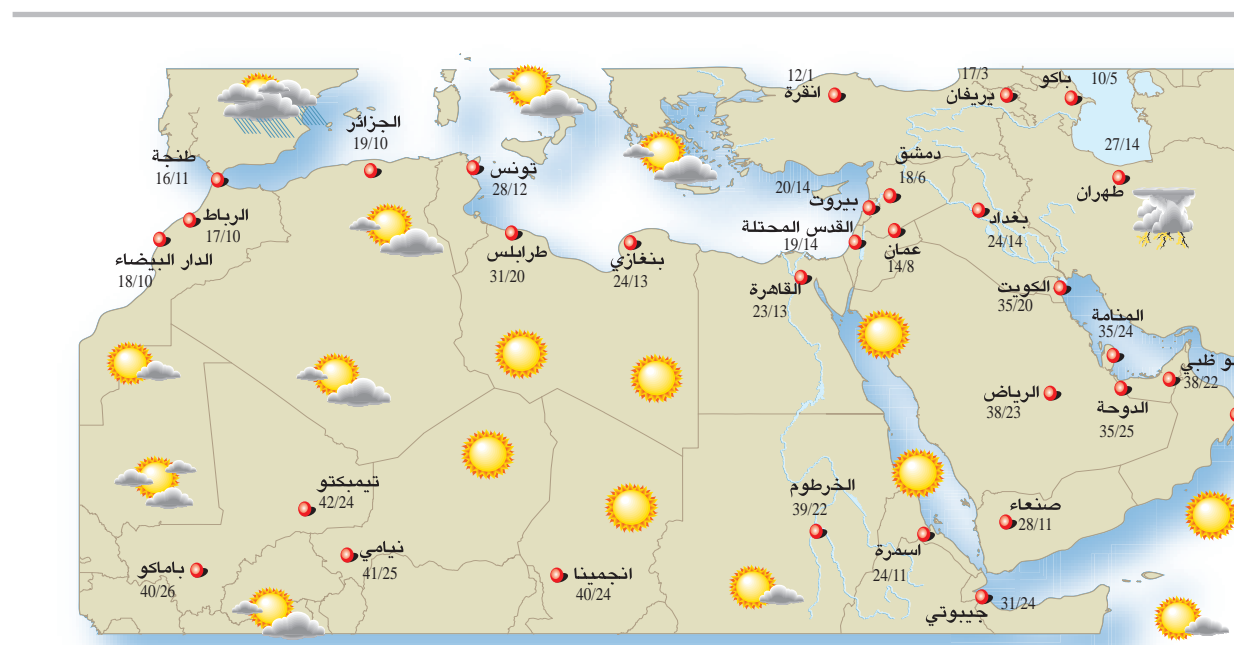 12/1
انقرة
17/3
يريفان
باكو
10/5
الجزائر
19/10
طنجة
16/11
تونس
28/12
دمشق
18/6
27/14
طهران
20/14
بيروت
الرباط
17/10
الدار البيضاء
18/10
طرابلس
31/20
بنغازي
24/13
القدس المحتلة
19/14
عمان
14/8
بغداد
24/14
القاهرة
23/13
الكويت
35/20
المنامة
35/24
و ظبي
38/22
الرياض
38/23
الدوحة
35/25
تيمبكتو
42/24
الخرطوم
39/22
صنعاء
28/11
باماكو
40/26
نيامي
41/25
انجمينا
40/24
اسمرة
24/11
جيبوتي
31/24